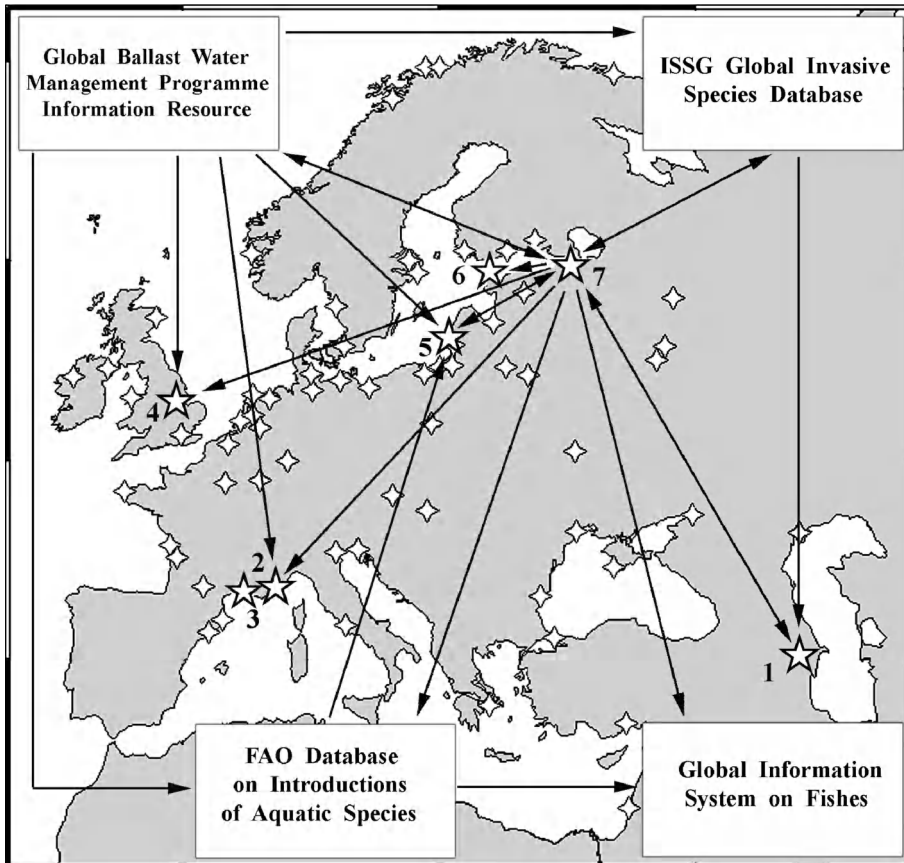 Global Ballast Water
Management Programme
Information Resource
ISSG Global Invasive
Species Database
6
7
5
4
2
3
1
FAO Database
on Introductions
of Aquatic Species
Global Information
System on Fishes